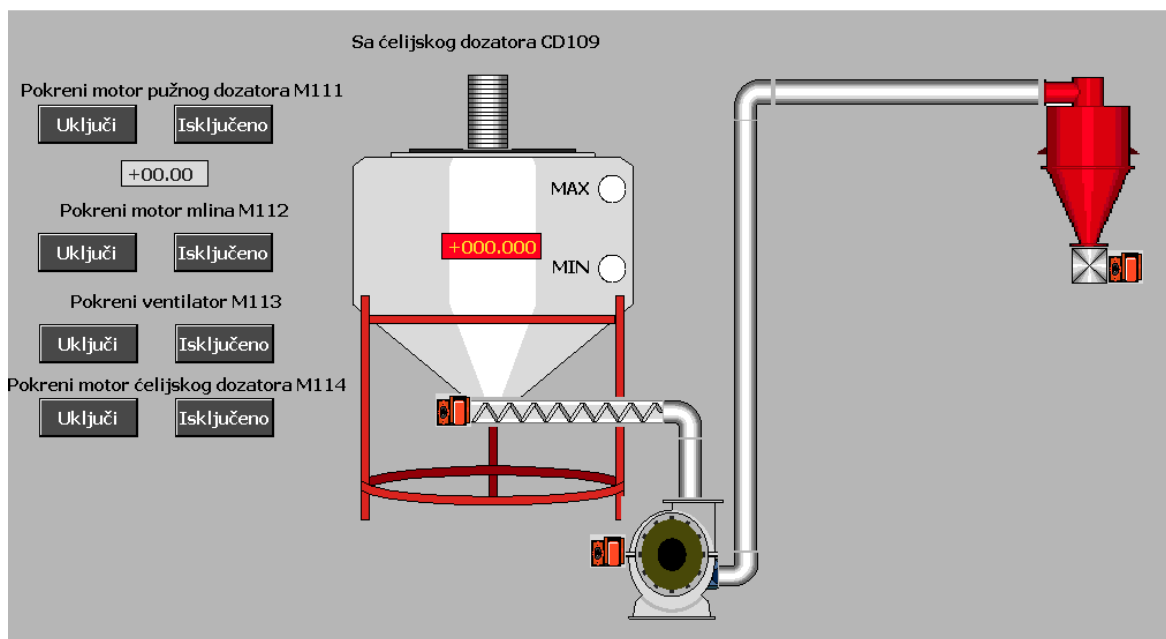 Sa ćelijskog dozatora CD109
Pokreni motor pužnog dozatora M111
Uključi Isključeno
+00.00
MAX
Pokreni motor mlina M112
Uključi Isključeno
+000.000
MIN
Pokreni ventilator M113
Uključi Isključeno
Pokreni motor ćelijskog dozatora M114
Uključi Isključeno